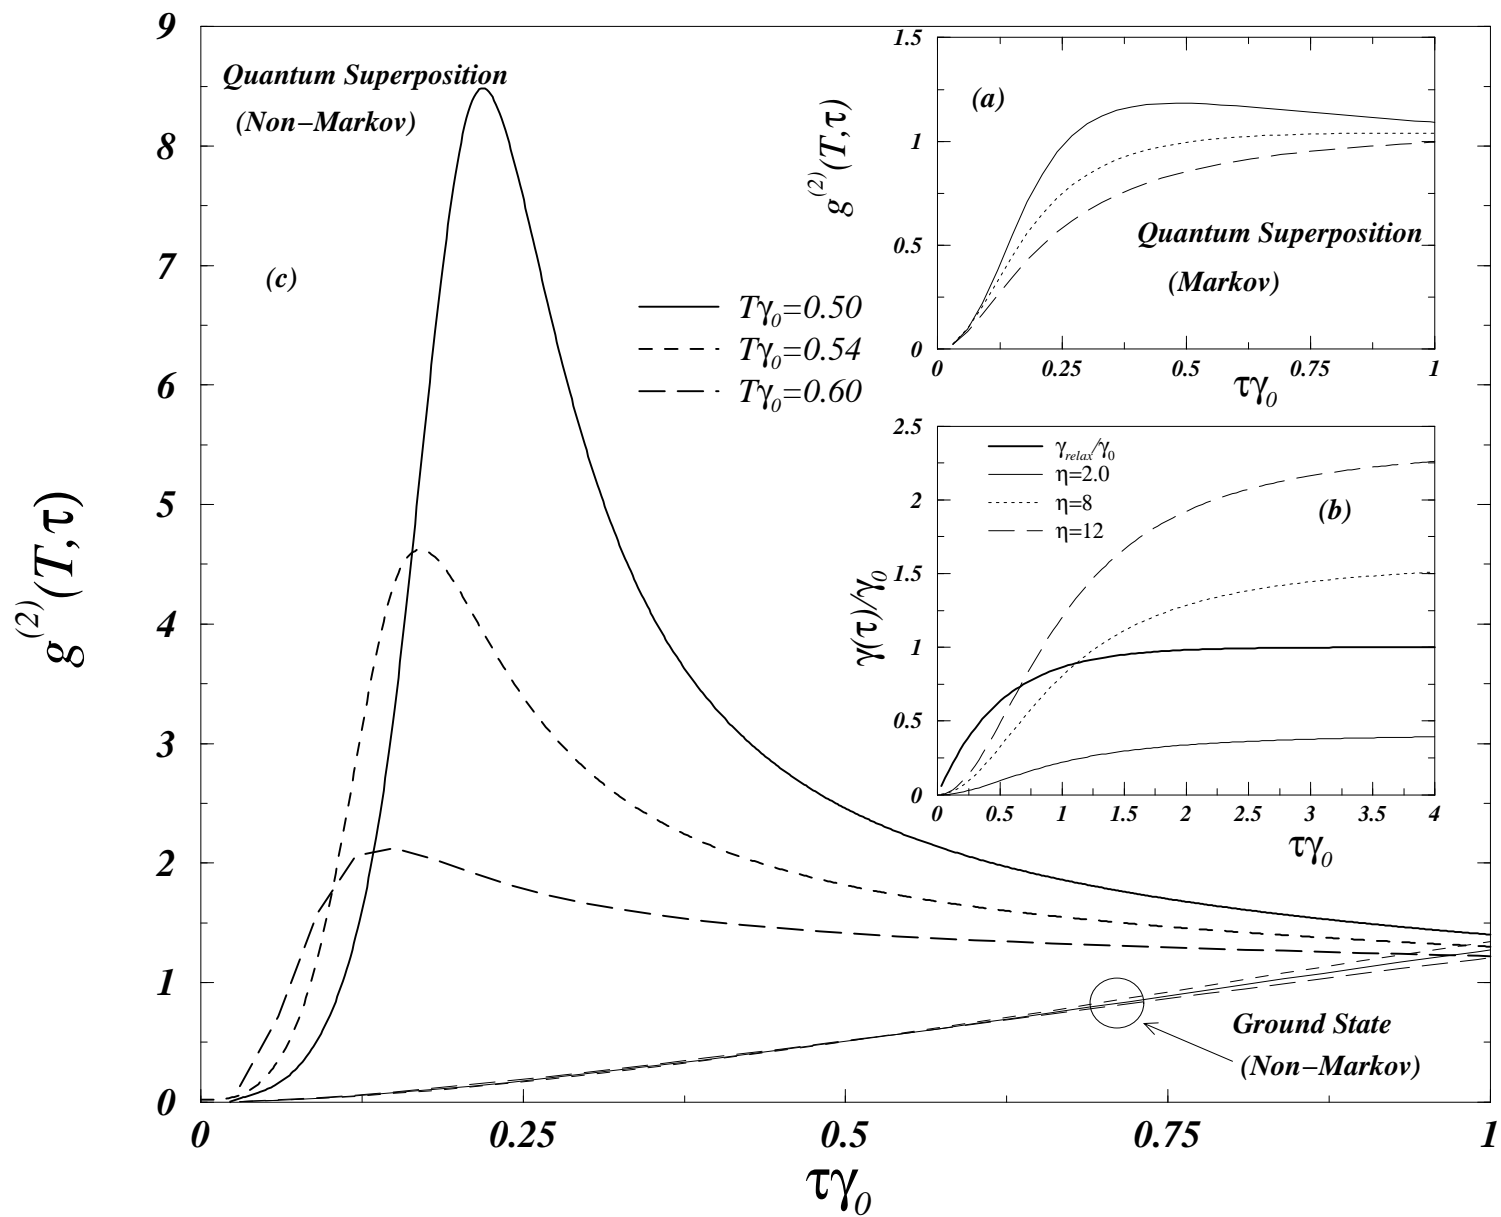 9
8
7
6
5
4
3
2
1
0
g⁽²⁾(T,τ)
Quantum Superposition
(Non−Markov)
(c)
Tγ₀=0.50
Tγ₀=0.54
Tγ₀=0.60
Ground State
(Non−Markov)
0 0.25 0.5 0.75 1
τγ₀
1.5
1
0.5
0
g⁽²⁾(T,τ)
(a)
Quantum Superposition
(Markov)
0 0.25 0.5 0.75 1
τγ₀
2.5
2
1.5
1
0.5
0
γ(τ)/γ₀
γrelax/γ₀
η=2.0
η=8
η=12
(b)
0 0.5 1 1.5 2 2.5 3 3.5 4
τγ₀